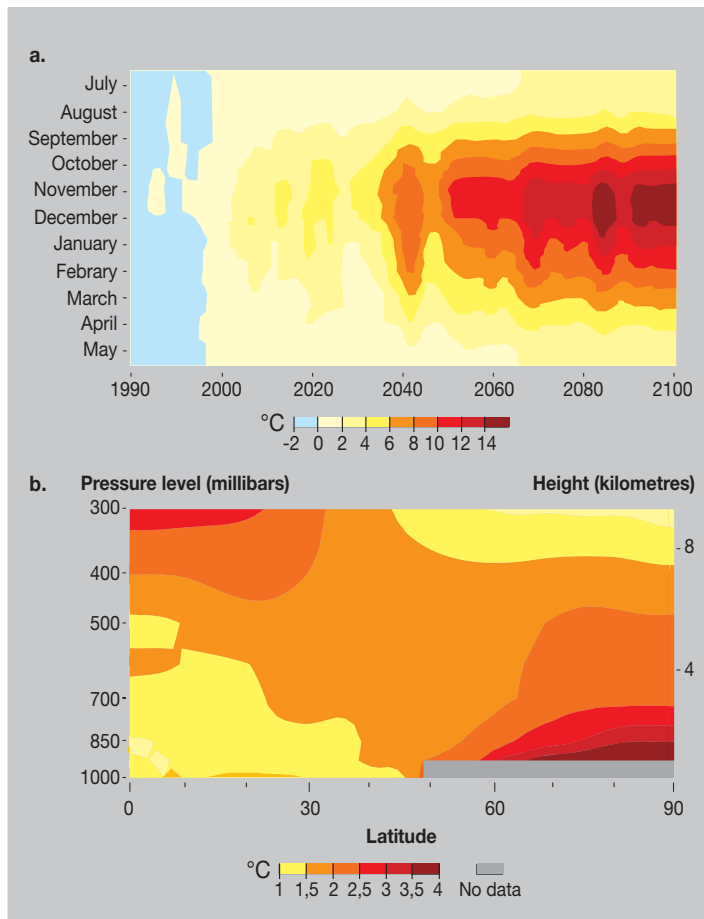 a.
July
August
September
October
November
December
January
Febrary
March
April
May
1990 2000 2020 2040 2060 2080 2100
°C
-2 0 2 4 6 8 10 12 14
b. Pressure level (millibars) Height (kilometres)
300
8
400
500
4
700
850
1000
0 30 60 90
Latitude
°C
1 1,5 2 2,5 3 3,5 4 No data